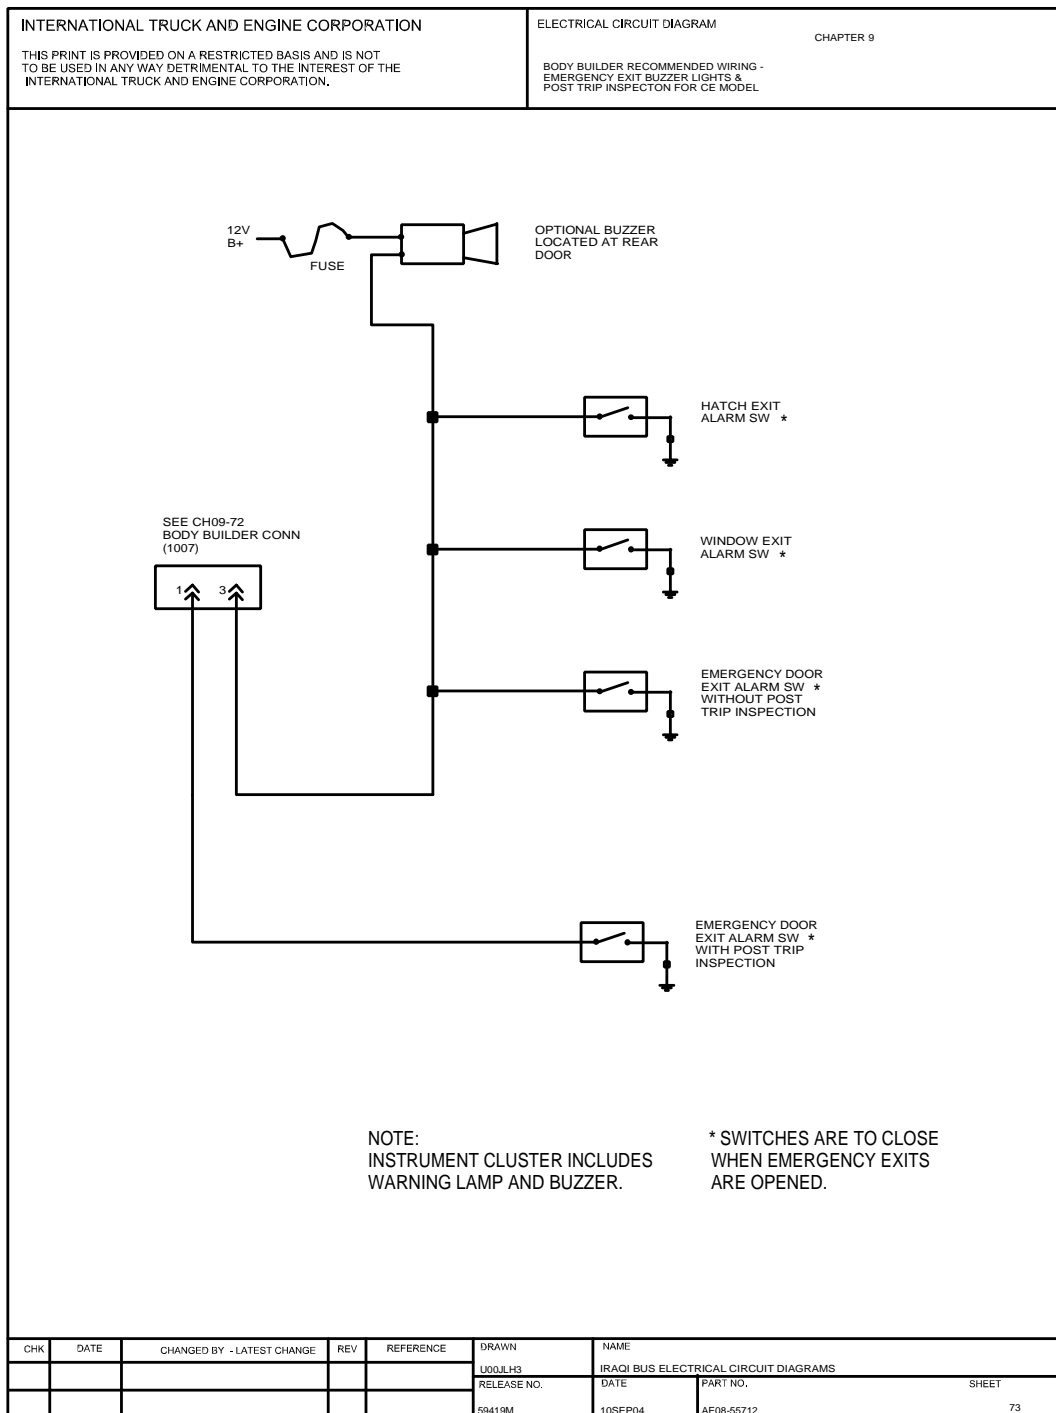 INTERNATIONAL TRUCK AND ENGINE CORPORATION
THIS PRINT IS PROVIDED ON A RESTRICTED BASIS AND IS NOT
TO BE USED IN ANY WAY DETRIMENTAL TO THE INTEREST OF THE
INTERNATIONAL TRUCK AND ENGINE CORPORATION.
ELECTRICAL CIRCUIT DIAGRAM
CHAPTER 9
BODY BUILDER RECOMMENDED WIRING -
EMERGENCY EXIT BUZZER LIGHTS &
POST TRIP INSPECTON FOR CE MODEL
12V
B+
FUSE
OPTIONAL BUZZER
LOCATED AT REAR
DOOR
HATCH EXIT
ALARM SW *
SEE CH09-72
BODY BUILDER CONN
(1007)
1 3
WINDOW EXIT
ALARM SW *
EMERGENCY DOOR
EXIT ALARM SW *
WITHOUT POST
TRIP INSPECTION
EMERGENCY DOOR
EXIT ALARM SW *
WITH POST TRIP
INSPECTION
NOTE:
INSTRUMENT CLUSTER INCLUDES
WARNING LAMP AND BUZZER.
* SWITCHES ARE TO CLOSE
WHEN EMERGENCY EXITS
ARE OPENED.
CHK DATE CHANGED BY - LATEST CHANGE REV REFERENCE DRAWN NAME
U00JLH3 IRAQI BUS ELECTRICAL CIRCUIT DIAGRAMS
RELEASE NO. DATE PART NO. SHEET
59419M 10SEP04 AE08-55712 73